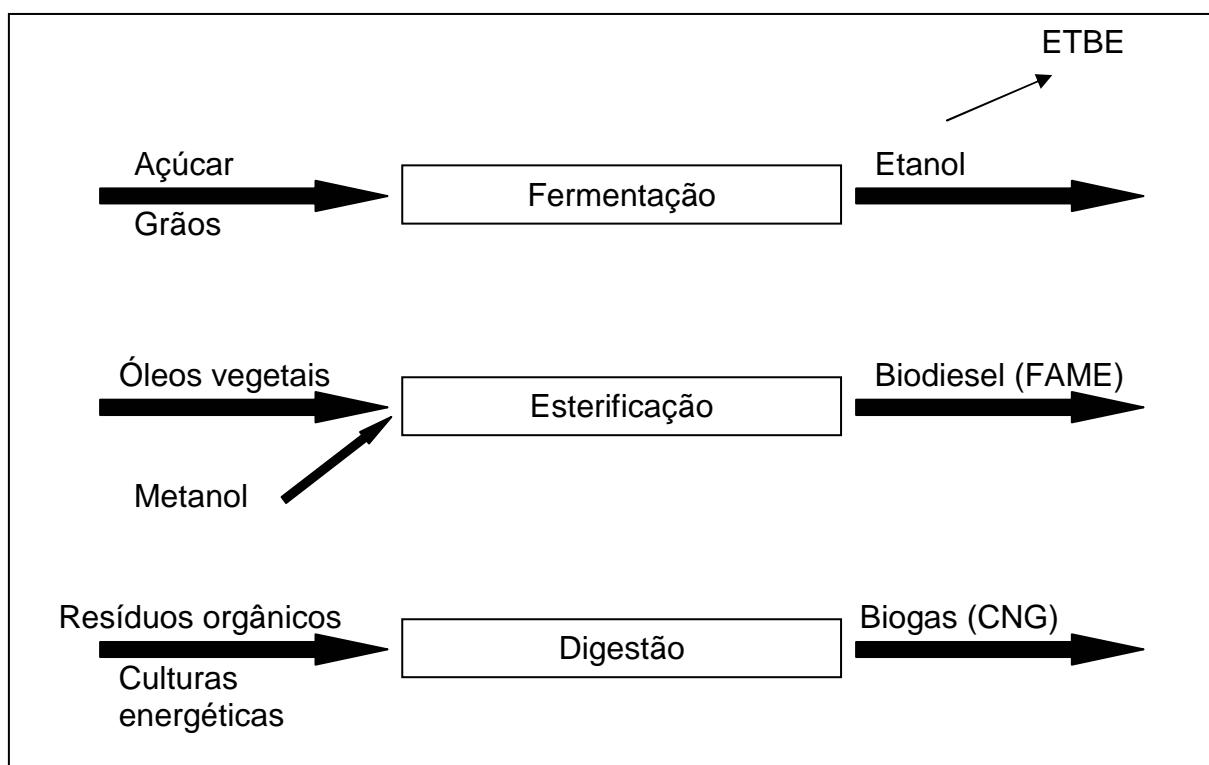 ETBE
Açúcar
Grãos
Fermentação
Etanol
Óleos vegetais
Metanol
Esterificação
Biodiesel (FAME)
Resíduos orgânicos
Culturas
energéticas
Digestão
Biogas (CNG)